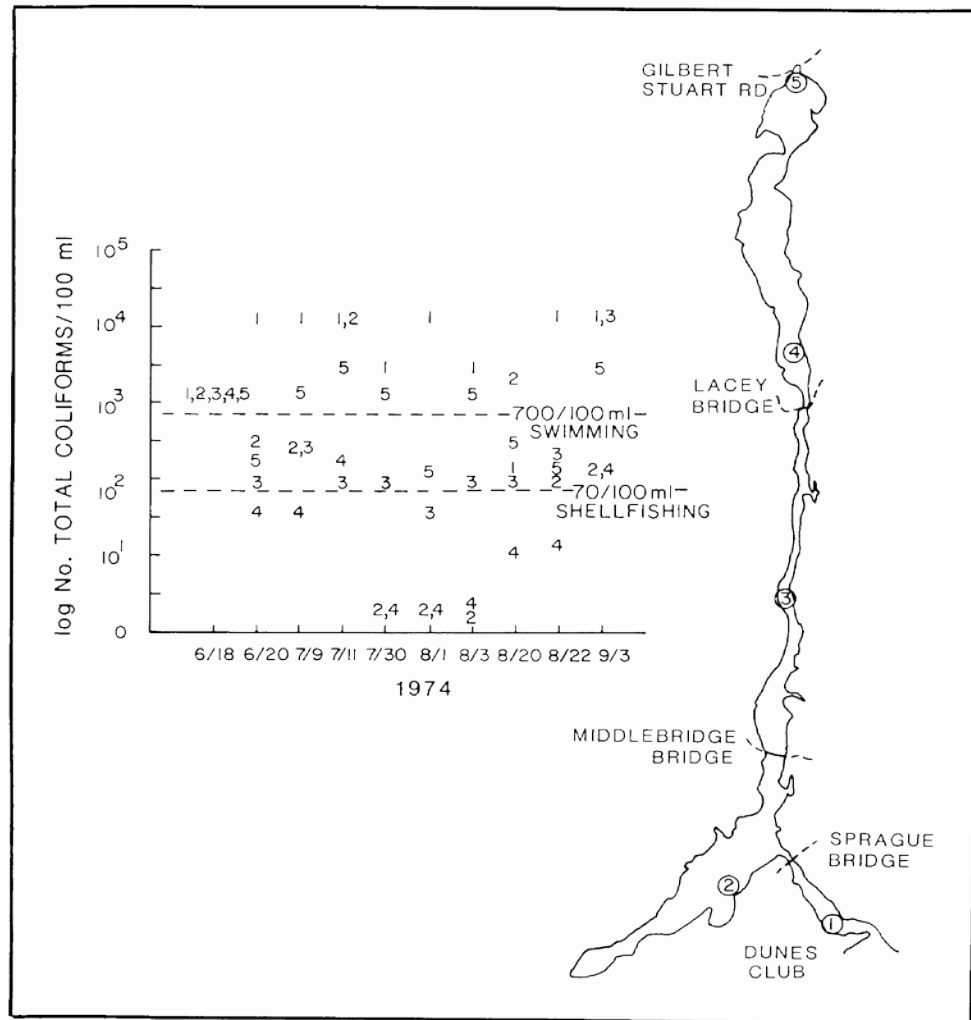 GILBERT
STUART RD
5
10^5
10^4
10^3
10^2
10^1
0
log No. TOTAL COLIFORMS/100 ml
1 1 1,2 1 1 1,3
5 1 1 5
2
1,2,3,4,5 5 5 5
700/100 ml
SWIMMING
2 2,3 5 3
5 4 5 1 5 2,4
3 3 3 3 3 2
70/100 ml
SHELLFISHING
4 4 3
4 4
2,4 2,4 4
2
6/18 6/20 7/9 7/11 7/30 8/1 8/3 8/20 8/22 9/3
1974
4
LACEY
BRIDGE
3
MIDDLEBRIDGE
BRIDGE
SPRAGUE
BRIDGE
2
1
DUNES
CLUB